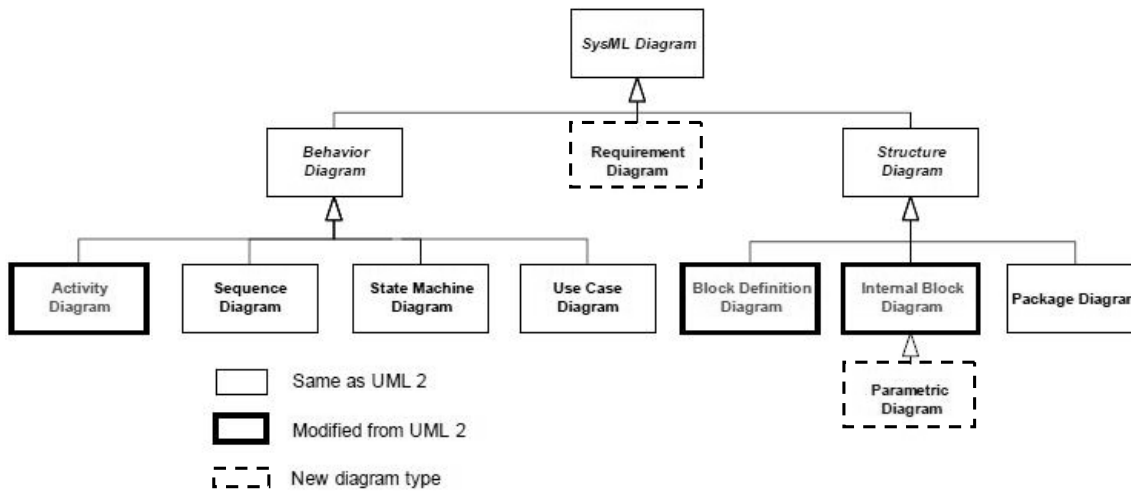 SysML Diagram
Behavior
Diagram
Requirement
Diagram
Structure
Diagram
Activity
Diagram
Sequence
Diagram
State Machine
Diagram
Use Case
Diagram
Block Definition
Diagram
Internal Block
Diagram
Package Diagram
Parametric
Diagram
Same as UML 2
Modified from UML 2
New diagram type